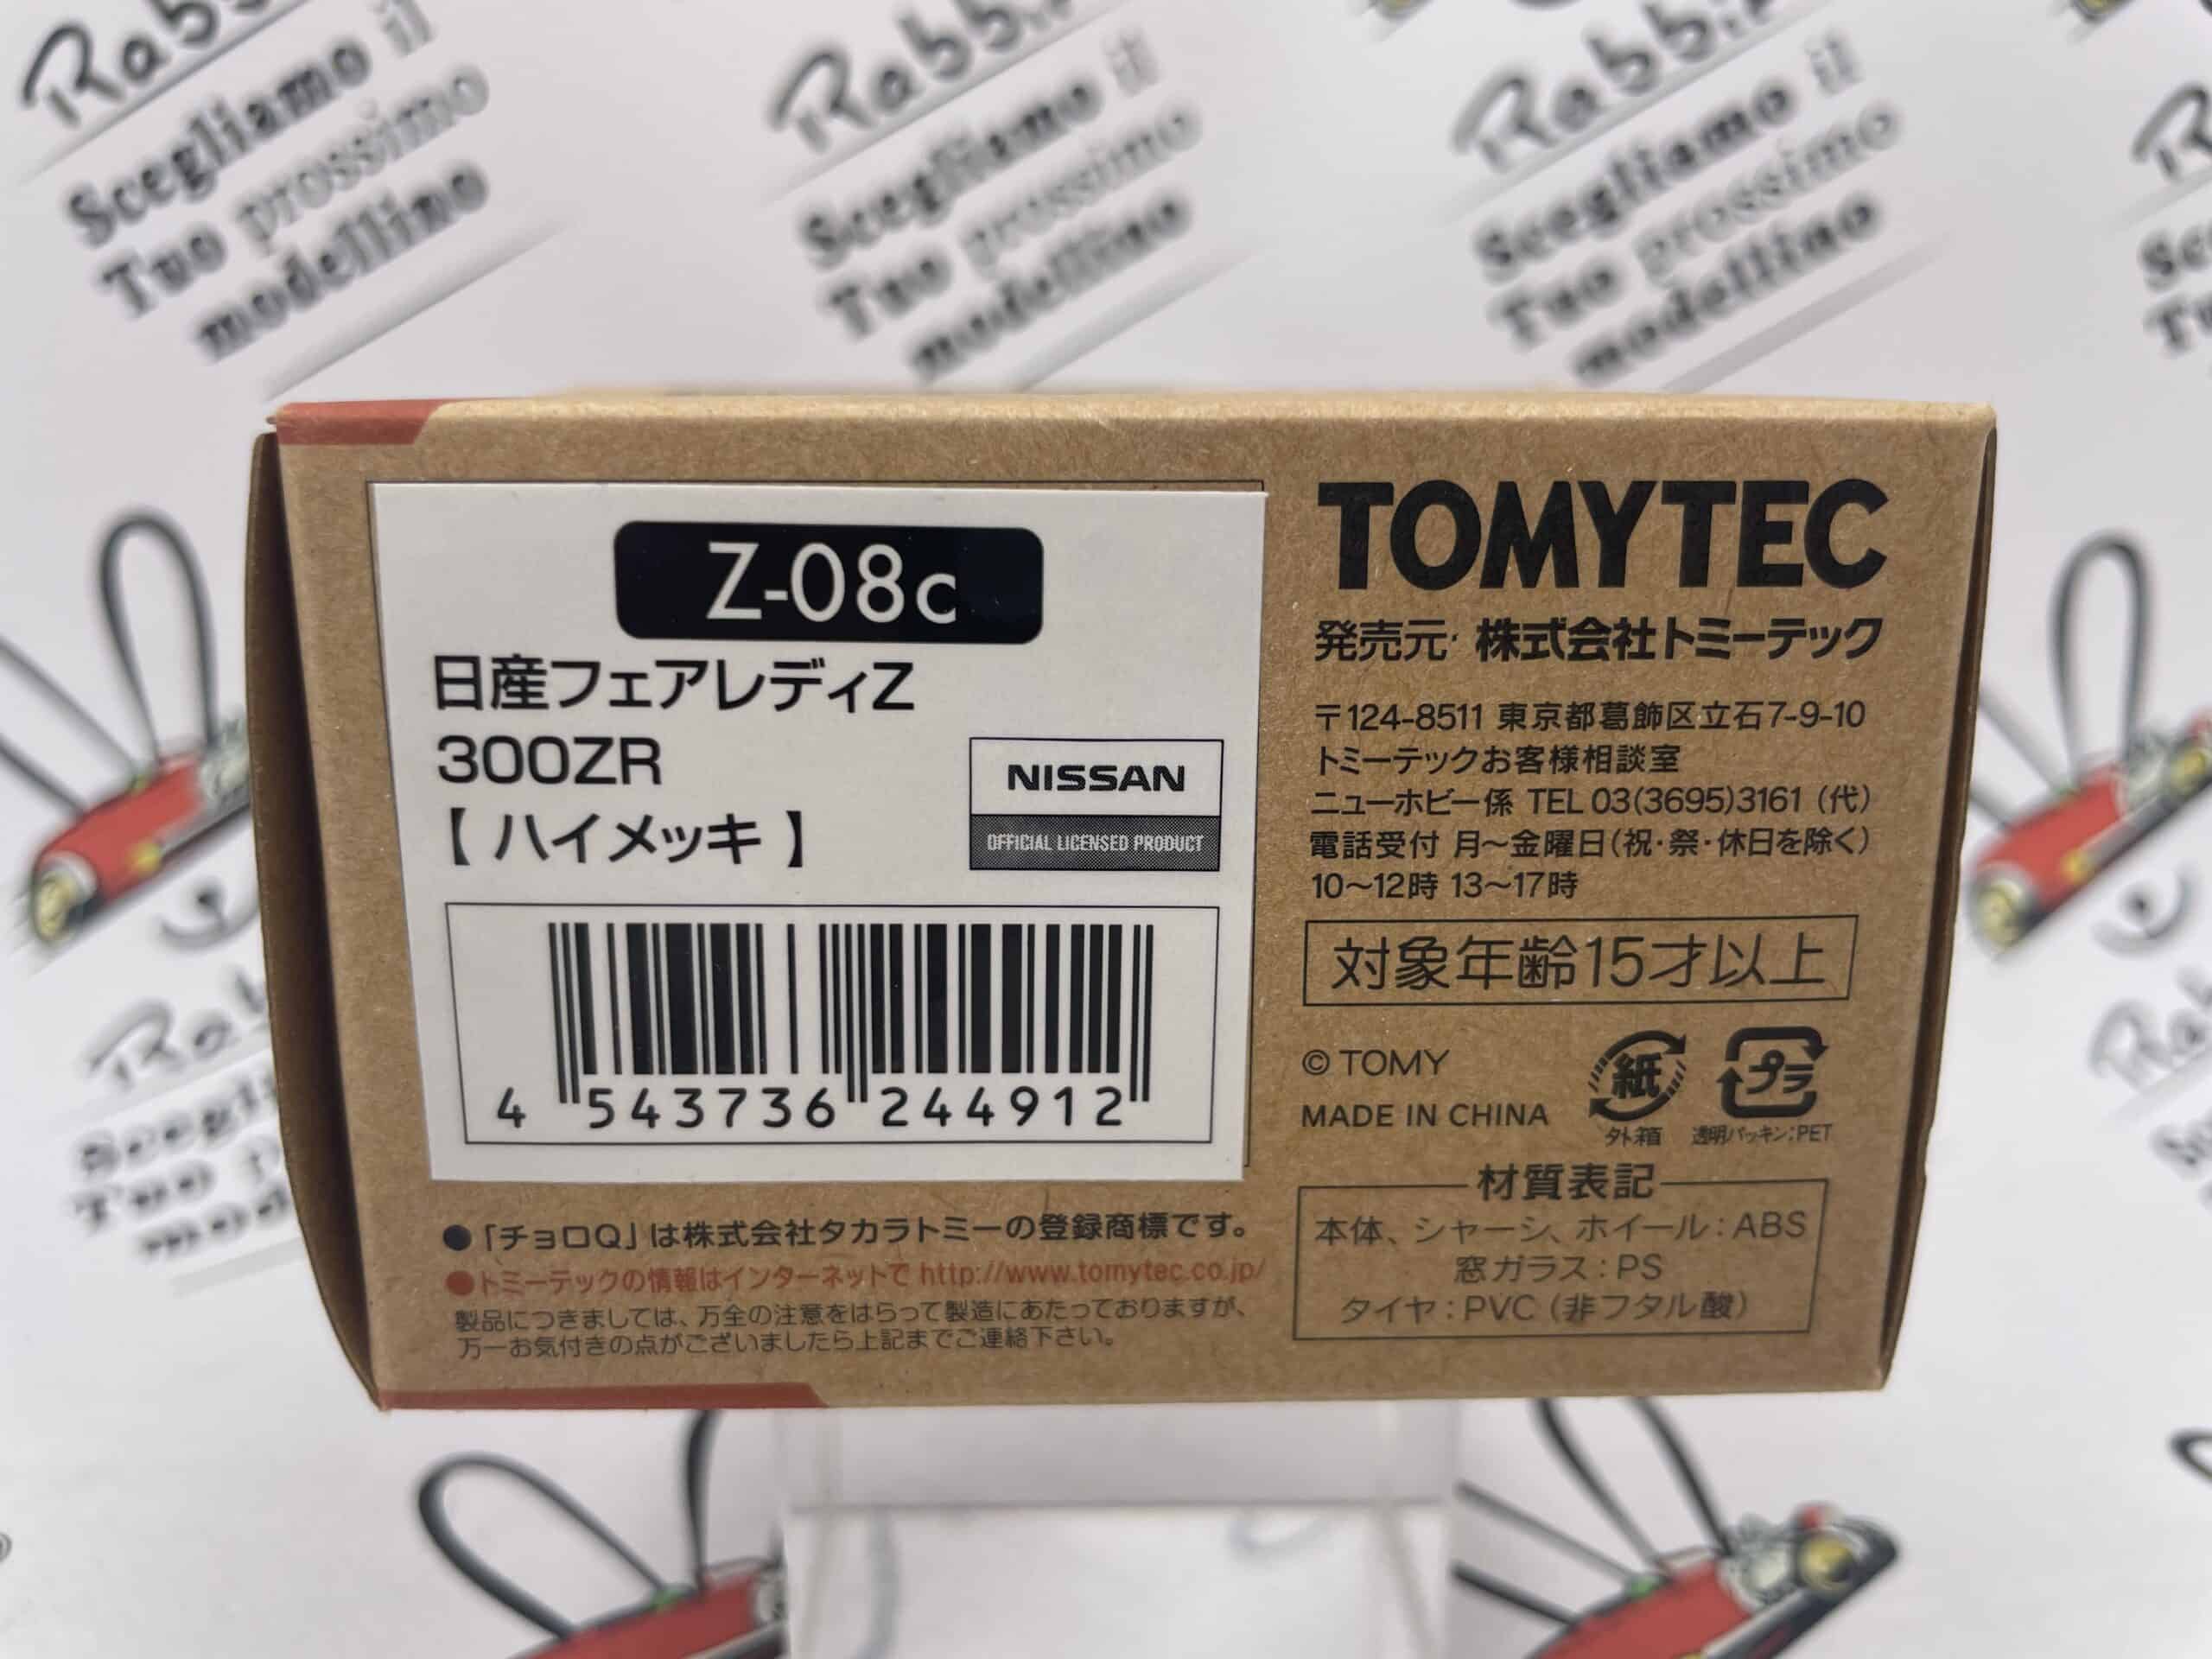 Rabbit
Scegliamo il
Tuo prossimo
modellino
Scegliamo il
Tuo prossimo
modellino
Scegliamo il
Tuo prossimo
modellino
Z-08c
日産フェアレディZ
300ZR
【 ハイメッキ 】
NISSAN
OFFICIAL LICENSED PRODUCT
4 543736 244912
●「チョロQ」は株式会社タカラトミーの登録商標です。
●トミーテックの情報はインターネットで http://www.tomytec.co.jp/
製品につきましては、万全の注意をはらって製造にあたっておりますが、
万一お気付きの点がございましたら上記までご連絡下さい。
TOMYTEC
発売元・株式会社トミーテック
〒124-8511 東京都葛飾区立石7-9-10
トミーテックお客様相談室
ニューホビー係 TEL 03(3695)3161（代）
電話受付 月〜金曜日（祝・祭・休日を除く）
10〜12時 13〜17時
対象年齢15才以上
© TOMY
MADE IN CHINA
紙
外箱
プラ
透明パッキン:PET
材質表記
本体、シャーシ、ホイール：ABS
窓ガラス：PS
タイヤ：PVC（非フタル酸）